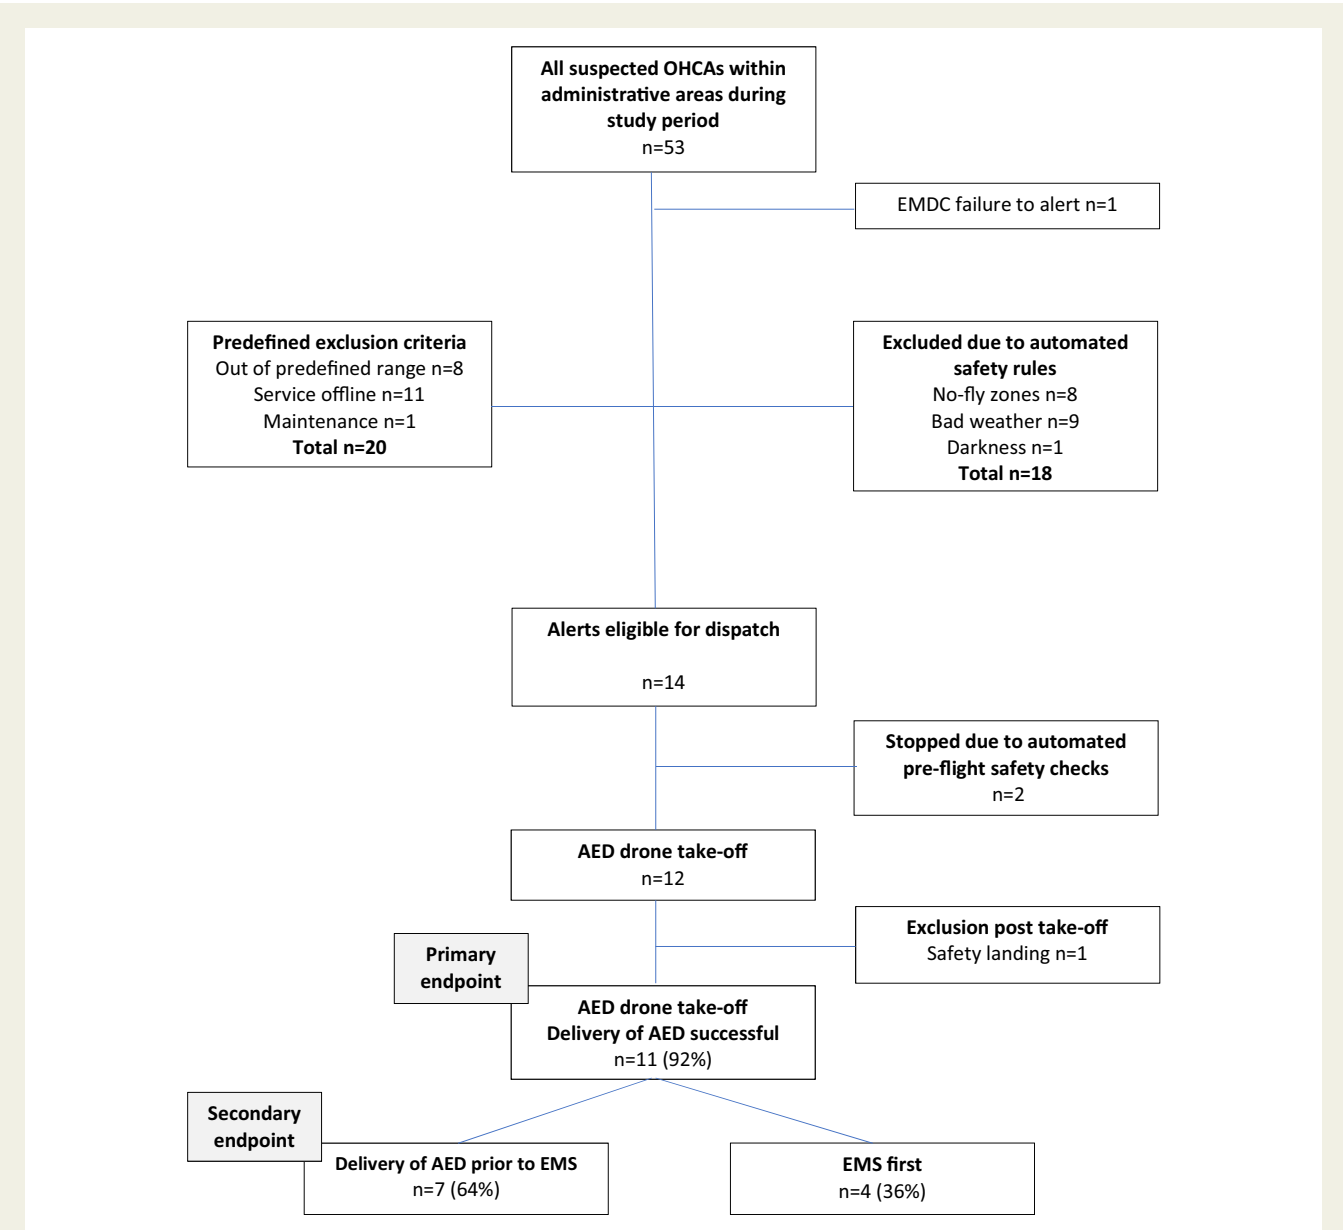 All suspected OHCAs within
administrative areas during
study period
n=53
EMDC failure to alert n=1
Predefined exclusion criteria
Out of predefined range n=8
Service offline n=11
Maintenance n=1
Total n=20
Excluded due to automated
safety rules
No-fly zones n=8
Bad weather n=9
Darkness n=1
Total n=18
Alerts eligible for dispatch
n=14
Stopped due to automated
pre-flight safety checks
n=2
AED drone take-off
n=12
Exclusion post take-off
Safety landing n=1
Primary
endpoint
AED drone take-off
Delivery of AED successful
n=11 (92%)
Secondary
endpoint
Delivery of AED prior to EMS
n=7 (64%)
EMS first
n=4 (36%)